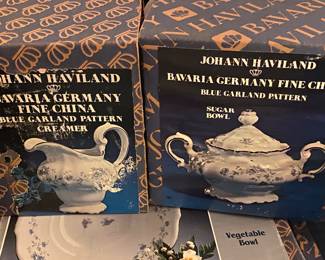 JOHANN HAVILAND
BAVARIA GERMANY
FINE CHINA
BLUE GARLAND PATTERN
CREAMER
JOHANN HAVILAND
BAVARIA GERMANY FINE CH
BLUE GARLAND PATTERN
SUGAR
BOWL
Vegetable
Bowl